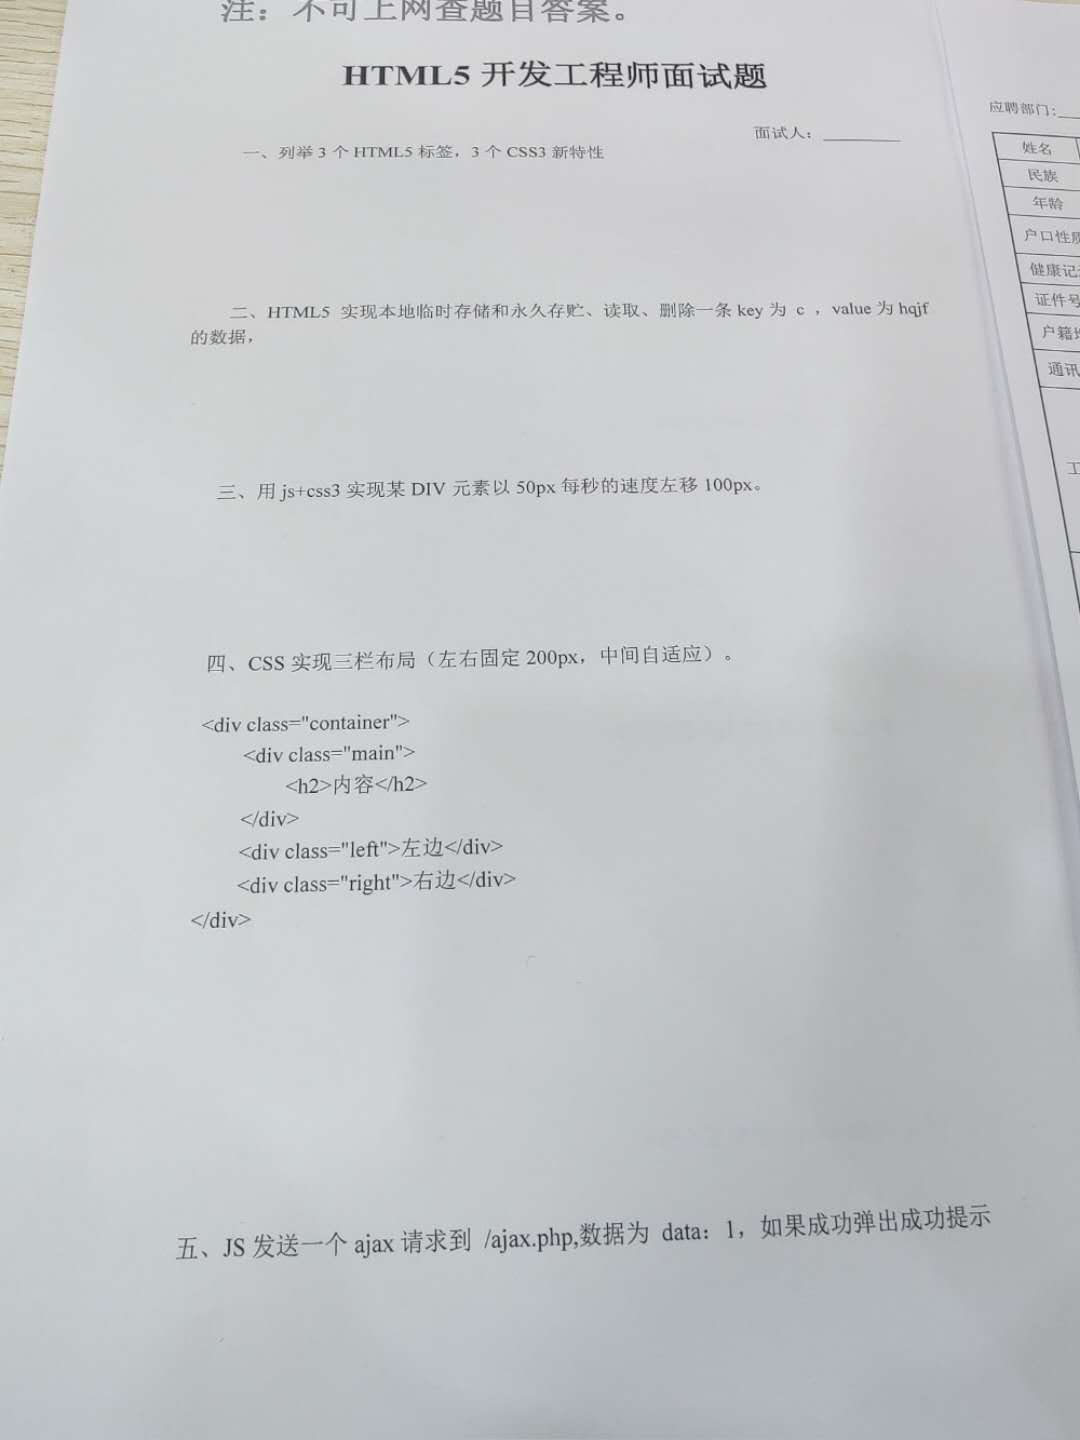 注：不可上网查题目答案。
HTML5 开发工程师面试题
面试人：
一、列举 3 个 HTML5 标签，3 个 CSS3 新特性
二、HTML5 实现本地临时存储和永久存贮、读取、删除一条 key 为 c ，value 为 hqjf
的数据，
三、用 js+css3 实现某 DIV 元素以 50px 每秒的速度左移 100px。
四、CSS 实现三栏布局（左右固定 200px，中间自适应）。
<div class="container">
<div class="main">
<h2>内容</h2>
</div>
<div class="left">左边</div>
<div class="right">右边</div>
</div>
五、JS 发送一个 ajax 请求到 /ajax.php,数据为 data：1，如果成功弹出成功提示
应聘部门:
姓名
民族
年龄
户口性质
健康记
证件号
户籍
通讯
工